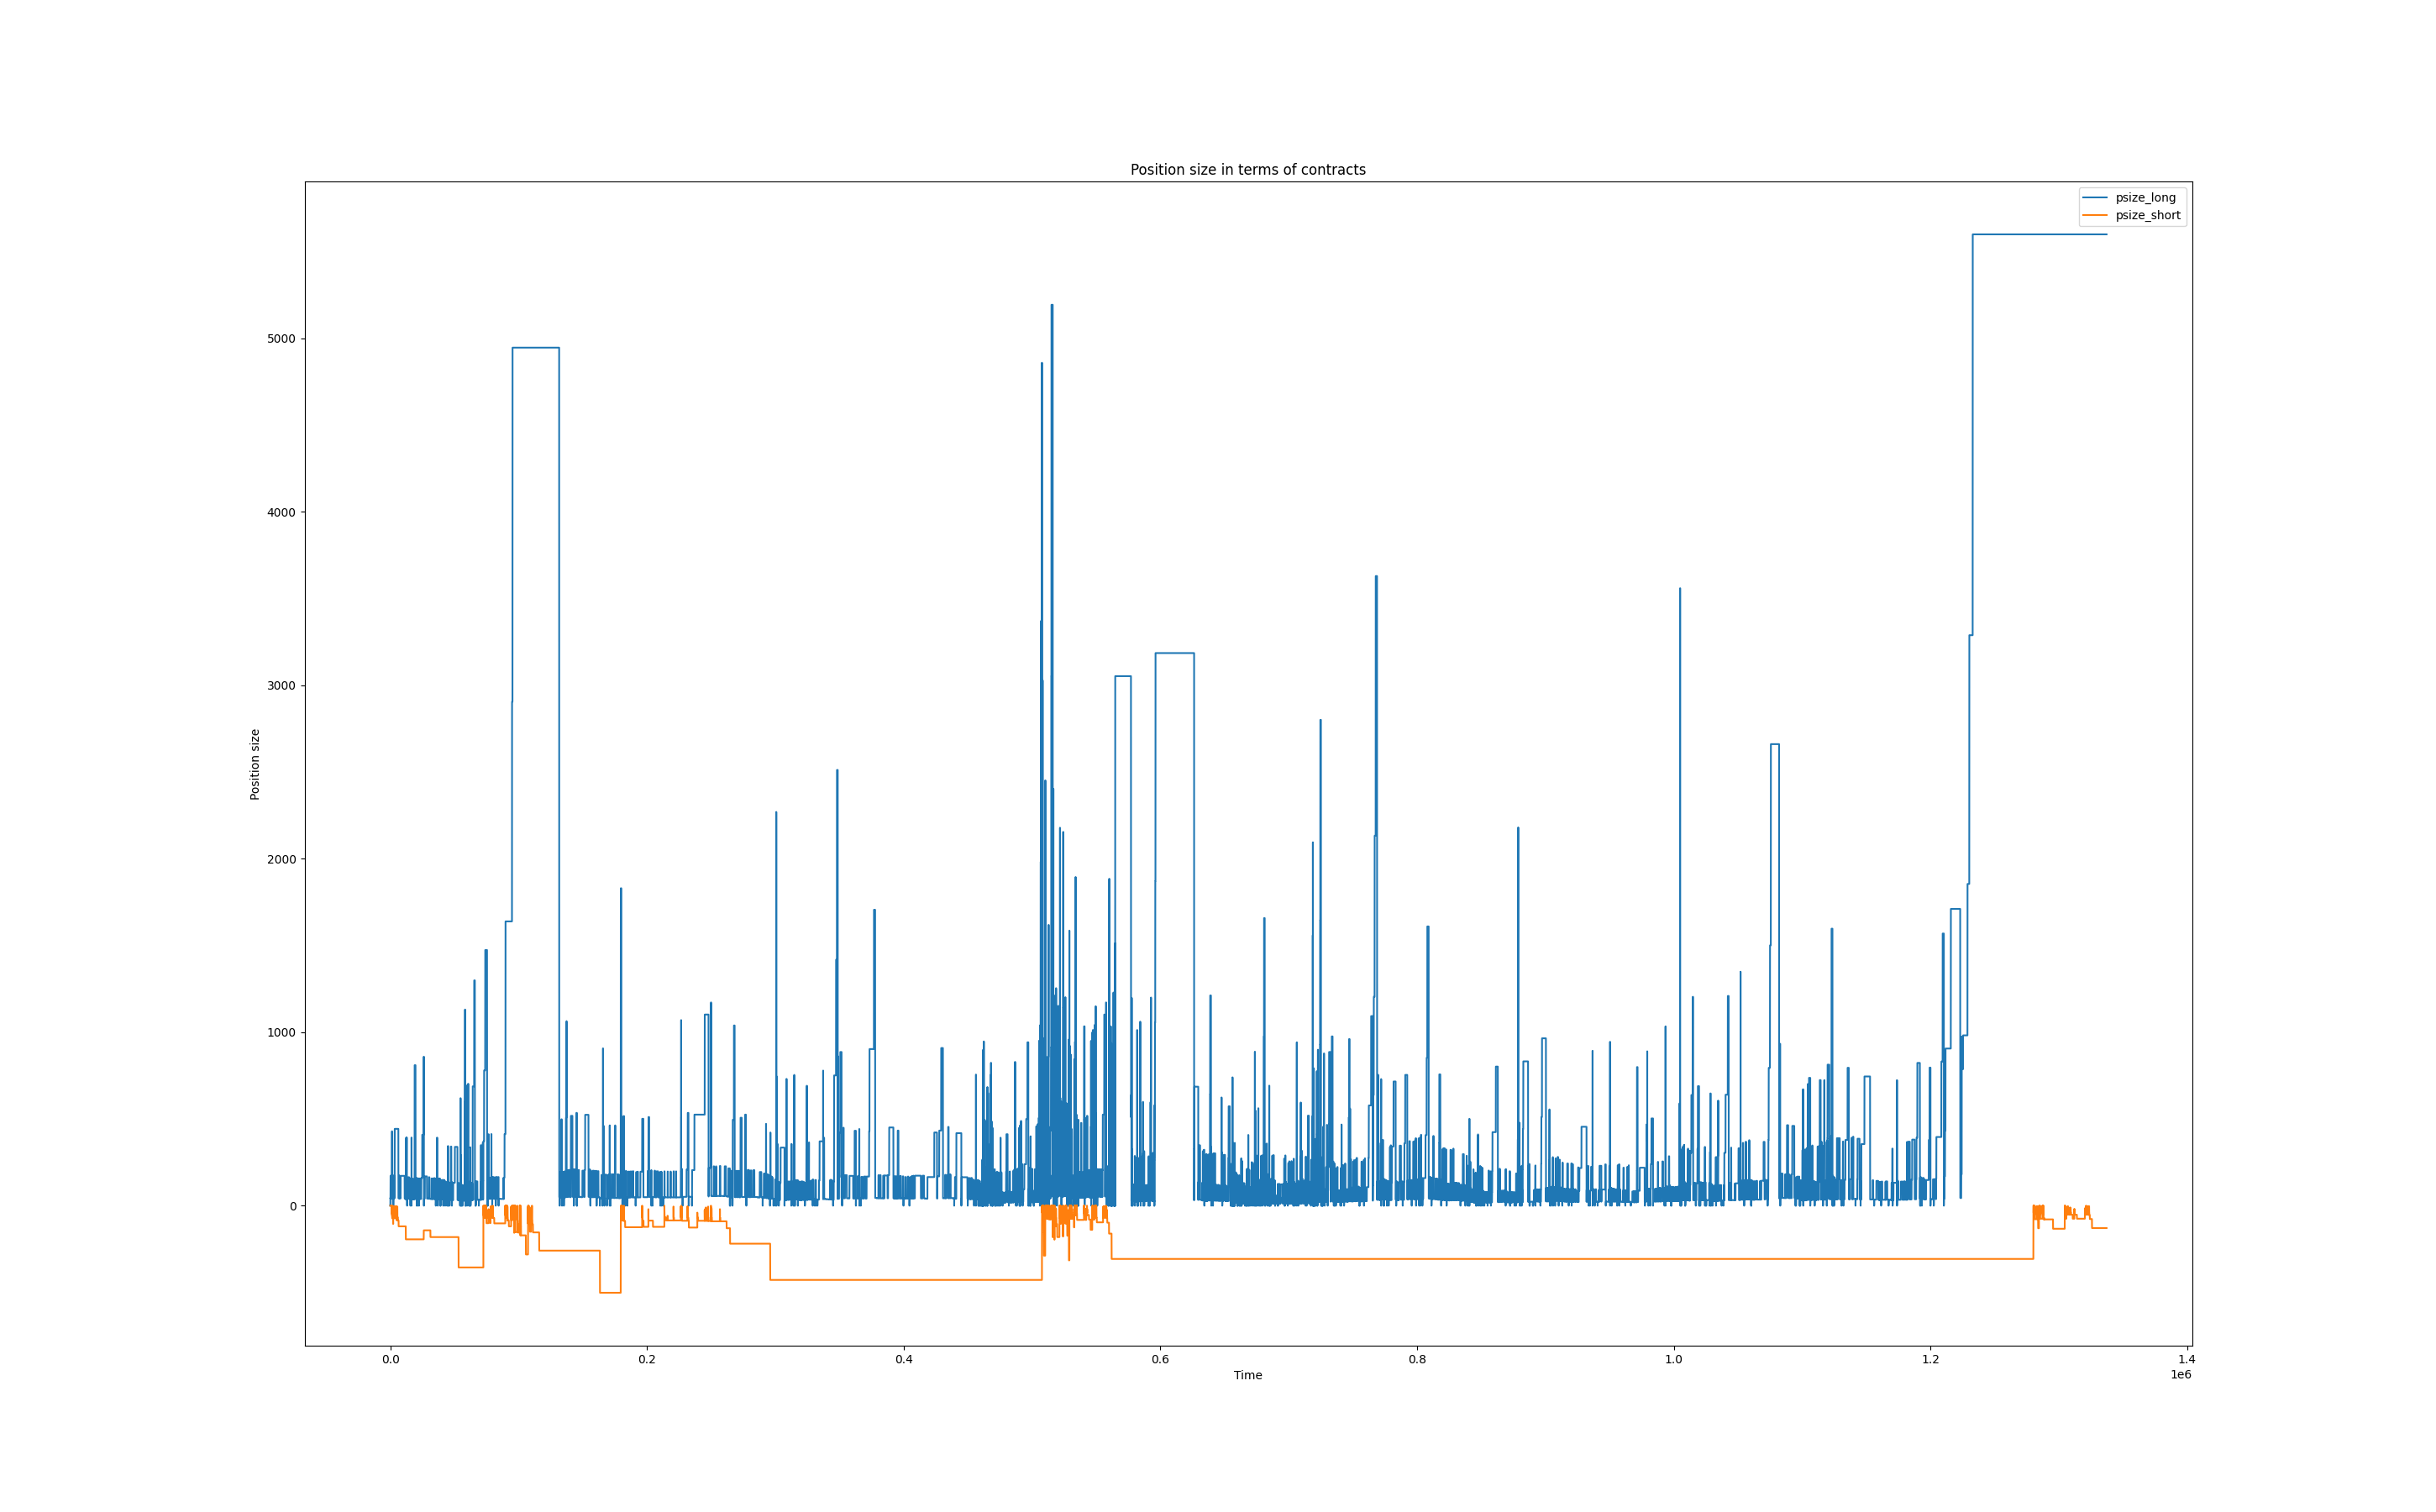 Position size in terms of contracts
psize_long
psize_short
5000
4000
3000
2000
1000
0
Position size
0.0 0.2 0.4 0.6 0.8 1.0 1.2 1.4
Time
1e6